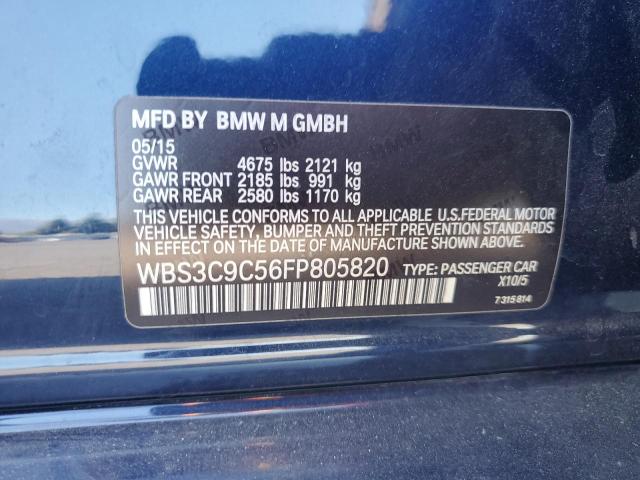 MFD BY BMW M GMBH
05/15
GVWR 4675 lbs 2121 kg
GAWR FRONT 2185 lbs 991 kg
GAWR REAR 2580 lbs 1170 kg
THIS VEHICLE CONFORMS TO ALL APPLICABLE U.S.FEDERAL MOTOR
VEHICLE SAFETY, BUMPER AND THEFT PREVENTION STANDARDS
IN EFFECT ON THE DATE OF MANUFACTURE SHOWN ABOVE.
WBS3C9C56FP805820 TYPE: PASSENGER CAR
X10/5
7 315 814